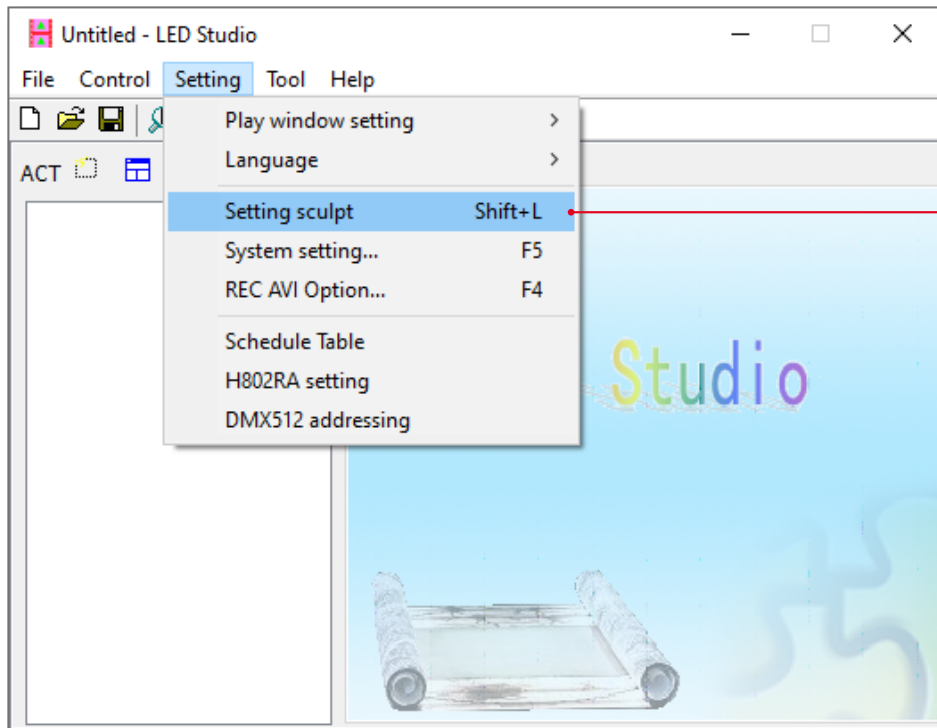 Untitled - LED Studio
File Control Setting Tool Help
ACT
Play window setting
Language
Setting sculpt Shift+L
System setting... F5
REC AVI Option... F4
Schedule Table
H802RA setting
DMX512 addressing
Studio